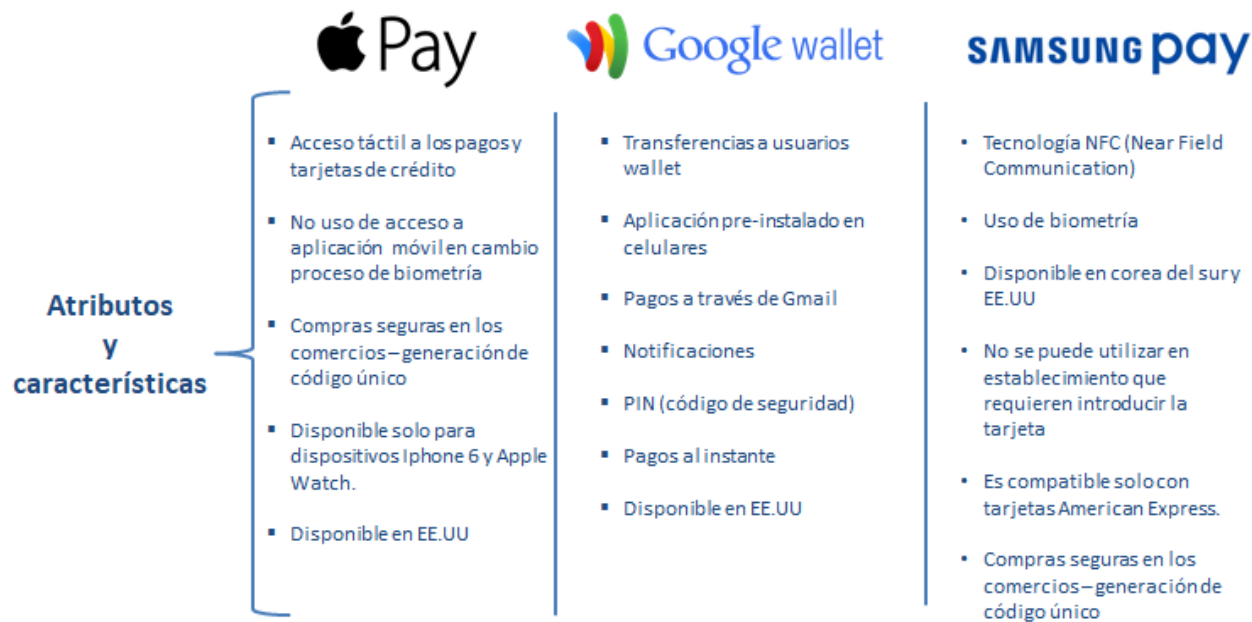 Pay
Google wallet
SAMSUNG pay
Atributos
y
características
▪ Acceso táctil a los pagos y
tarjetas de crédito
▪ No uso de acceso a
aplicación móvil en cambio
proceso de biometría
▪ Compras seguras en los
comercios – generación de
código único
▪ Disponible solo para
dispositivos Iphone 6 y Apple
Watch.
▪ Disponible en EE.UU
▪ Transferencias a usuarios
wallet
▪ Aplicación pre-instalado en
celulares
▪ Pagos a través de Gmail
▪ Notificaciones
▪ PIN (código de seguridad)
▪ Pagos al instante
▪ Disponible en EE.UU
• Tecnología NFC (Near Field
Communication)
• Uso de biometría
• Disponible en corea del sur y
EE.UU
• No se puede utilizar en
establecimiento que
requieren introducir la
tarjeta
• Es compatible solo con
tarjetas American Express.
• Compras seguras en los
comercios – generación de
código único